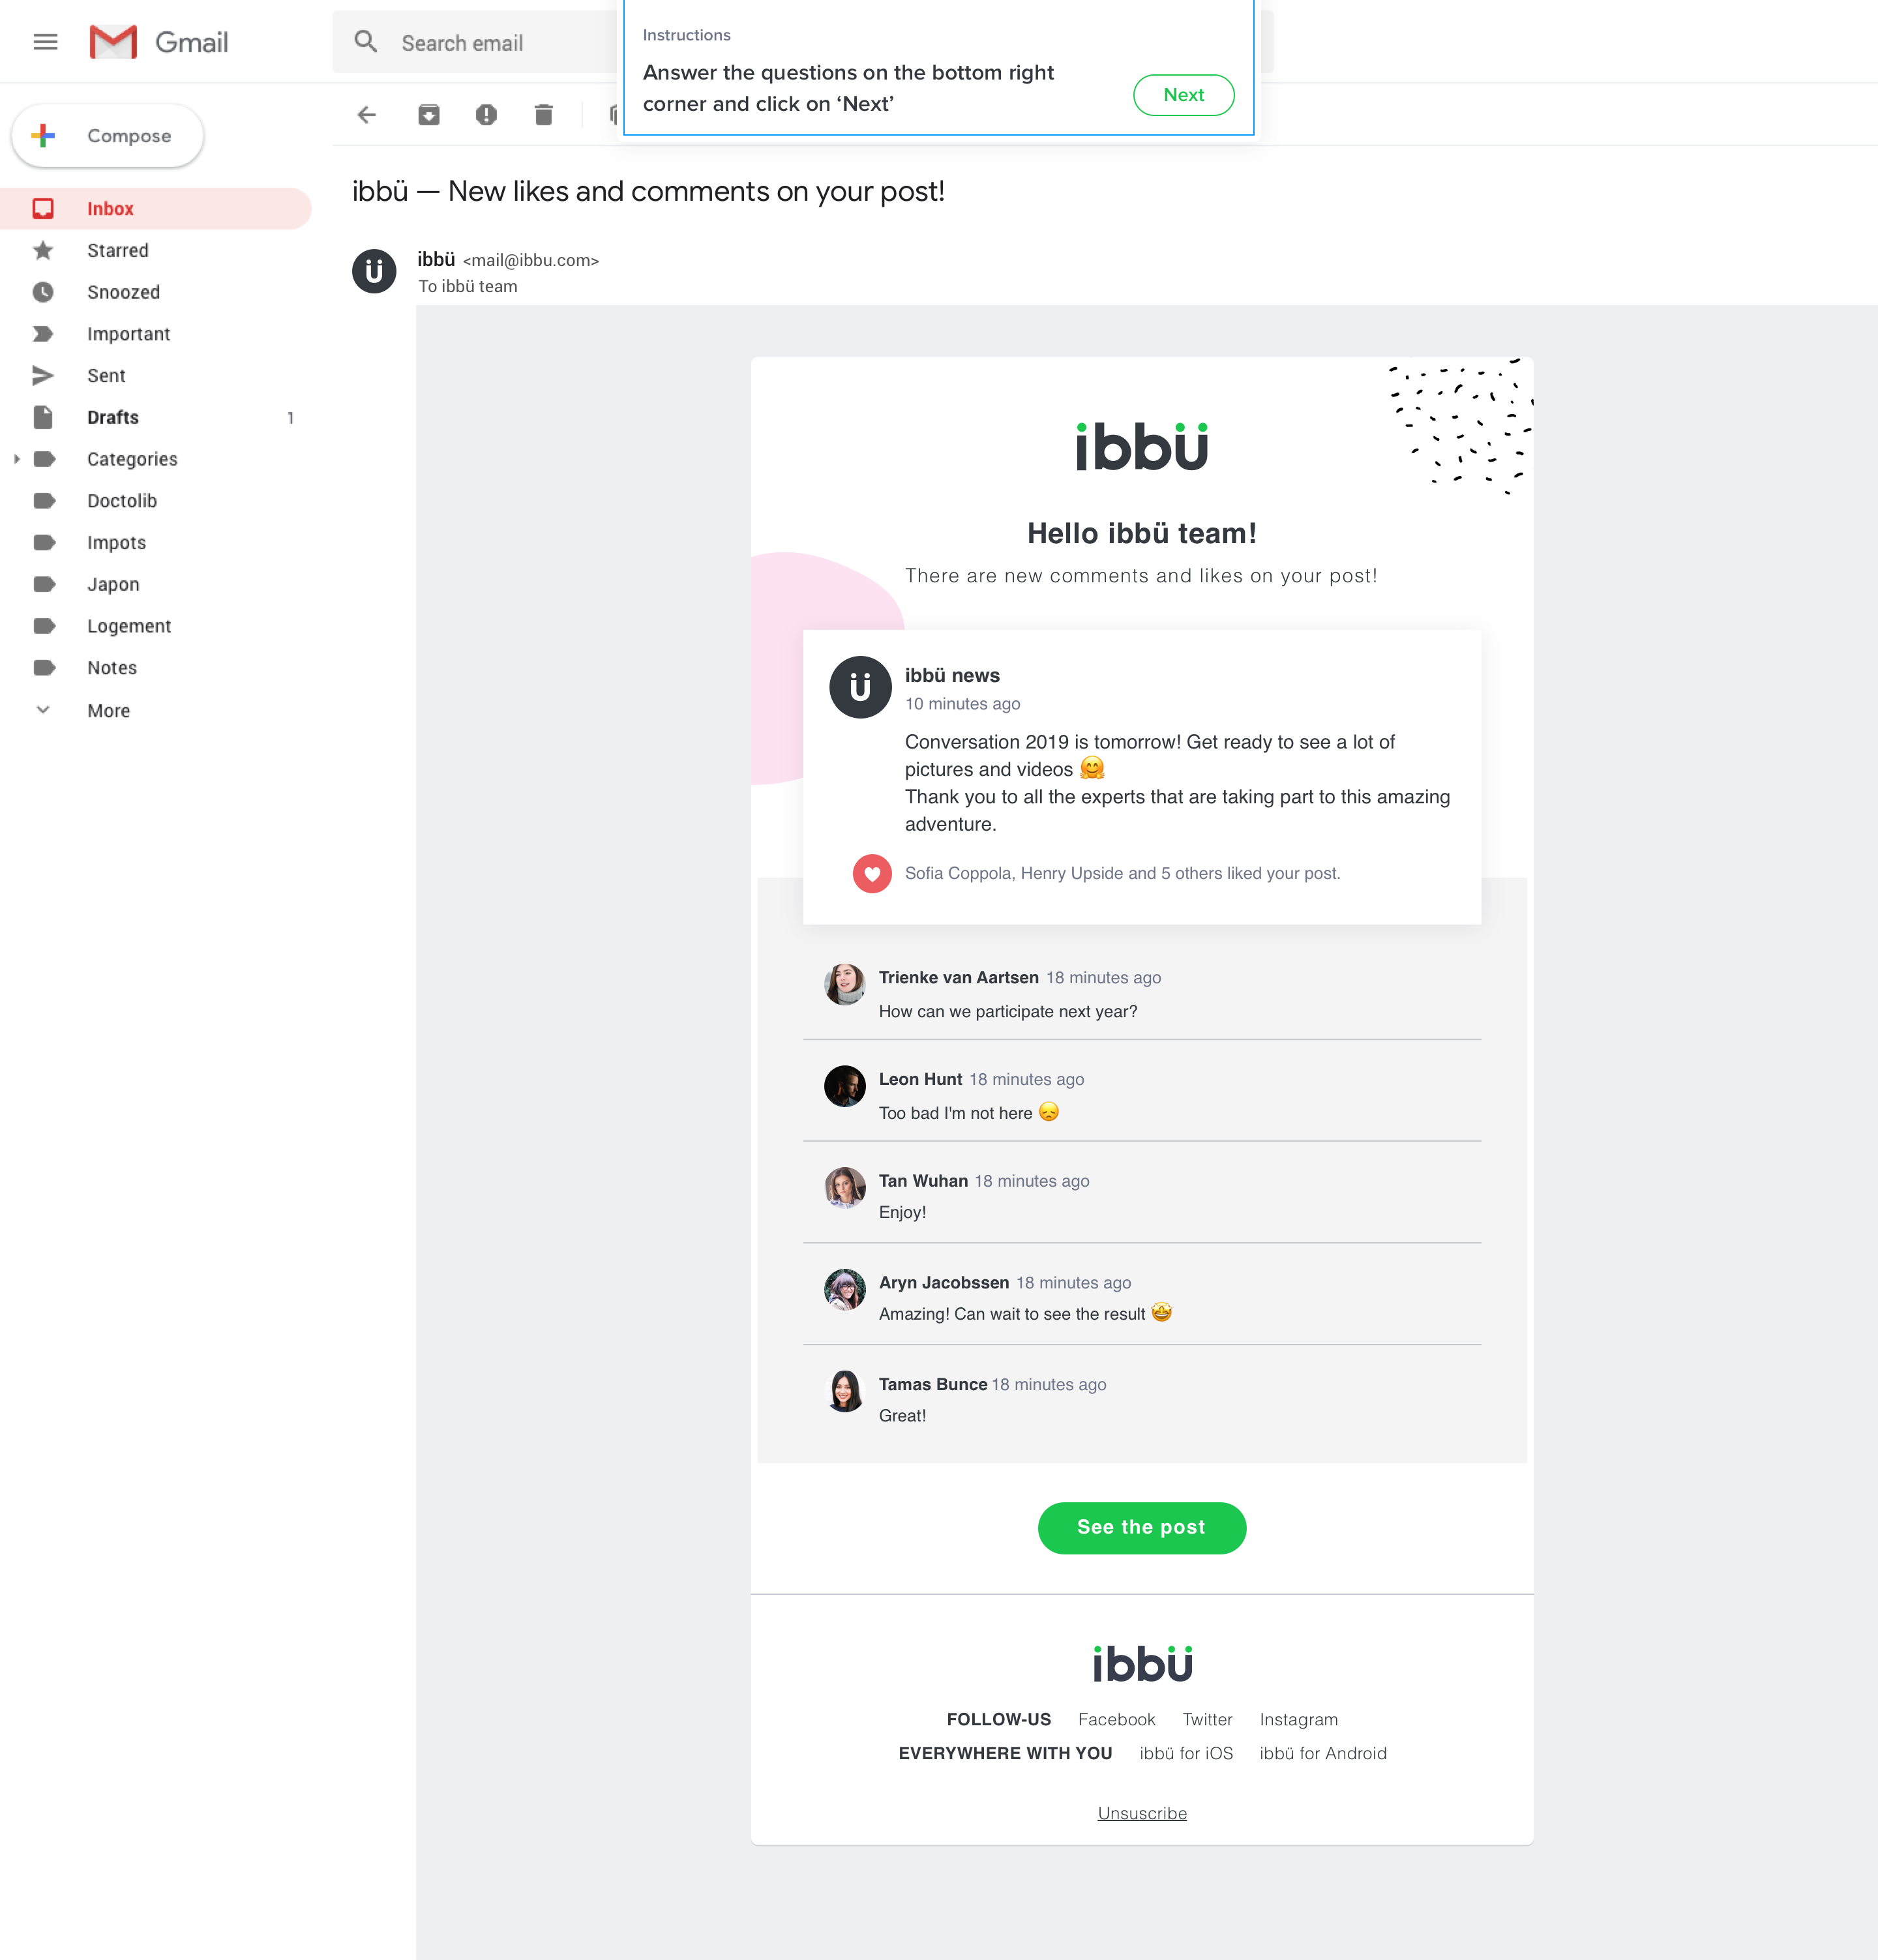 Gmail
Search email
Instructions
Answer the questions on the bottom right
corner and click on ‘Next’
Next
Compose
Inbox
Starred
Snoozed
Important
Sent
Drafts 1
Categories
Doctolib
Impots
Japon
Logement
Notes
More
ibbü — New likes and comments on your post!
ü
ibbü <mail@ibbu.com>
To ibbü team
ibbü
Hello ibbü team!
There are new comments and likes on your post!
ü
ibbü news
10 minutes ago
Conversation 2019 is tomorrow! Get ready to see a lot of
pictures and videos 🤗
Thank you to all the experts that are taking part to this amazing
adventure.
Sofia Coppola, Henry Upside and 5 others liked your post.
Trienke van Aartsen 18 minutes ago
How can we participate next year?
Leon Hunt 18 minutes ago
Too bad I'm not here 😞
Tan Wuhan 18 minutes ago
Enjoy!
Aryn Jacobssen 18 minutes ago
Amazing! Can wait to see the result 🤩
Tamas Bunce 18 minutes ago
Great!
See the post
ibbü
FOLLOW-US Facebook Twitter Instagram
EVERYWHERE WITH YOU ibbü for iOS ibbü for Android
Unsuscribe